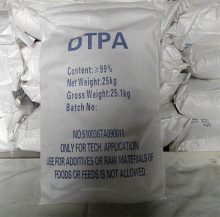 DTPA
Content: ≥99%
Net Weight: 25kg
Gross Weight: 25.1kg
Batch No:
ONLY FOR TECH. APPLICATION
USE FOR ADDITIVES OR RAW MATERIALS OF
FOODS OR FEEDS IS NOT ALLOWED.